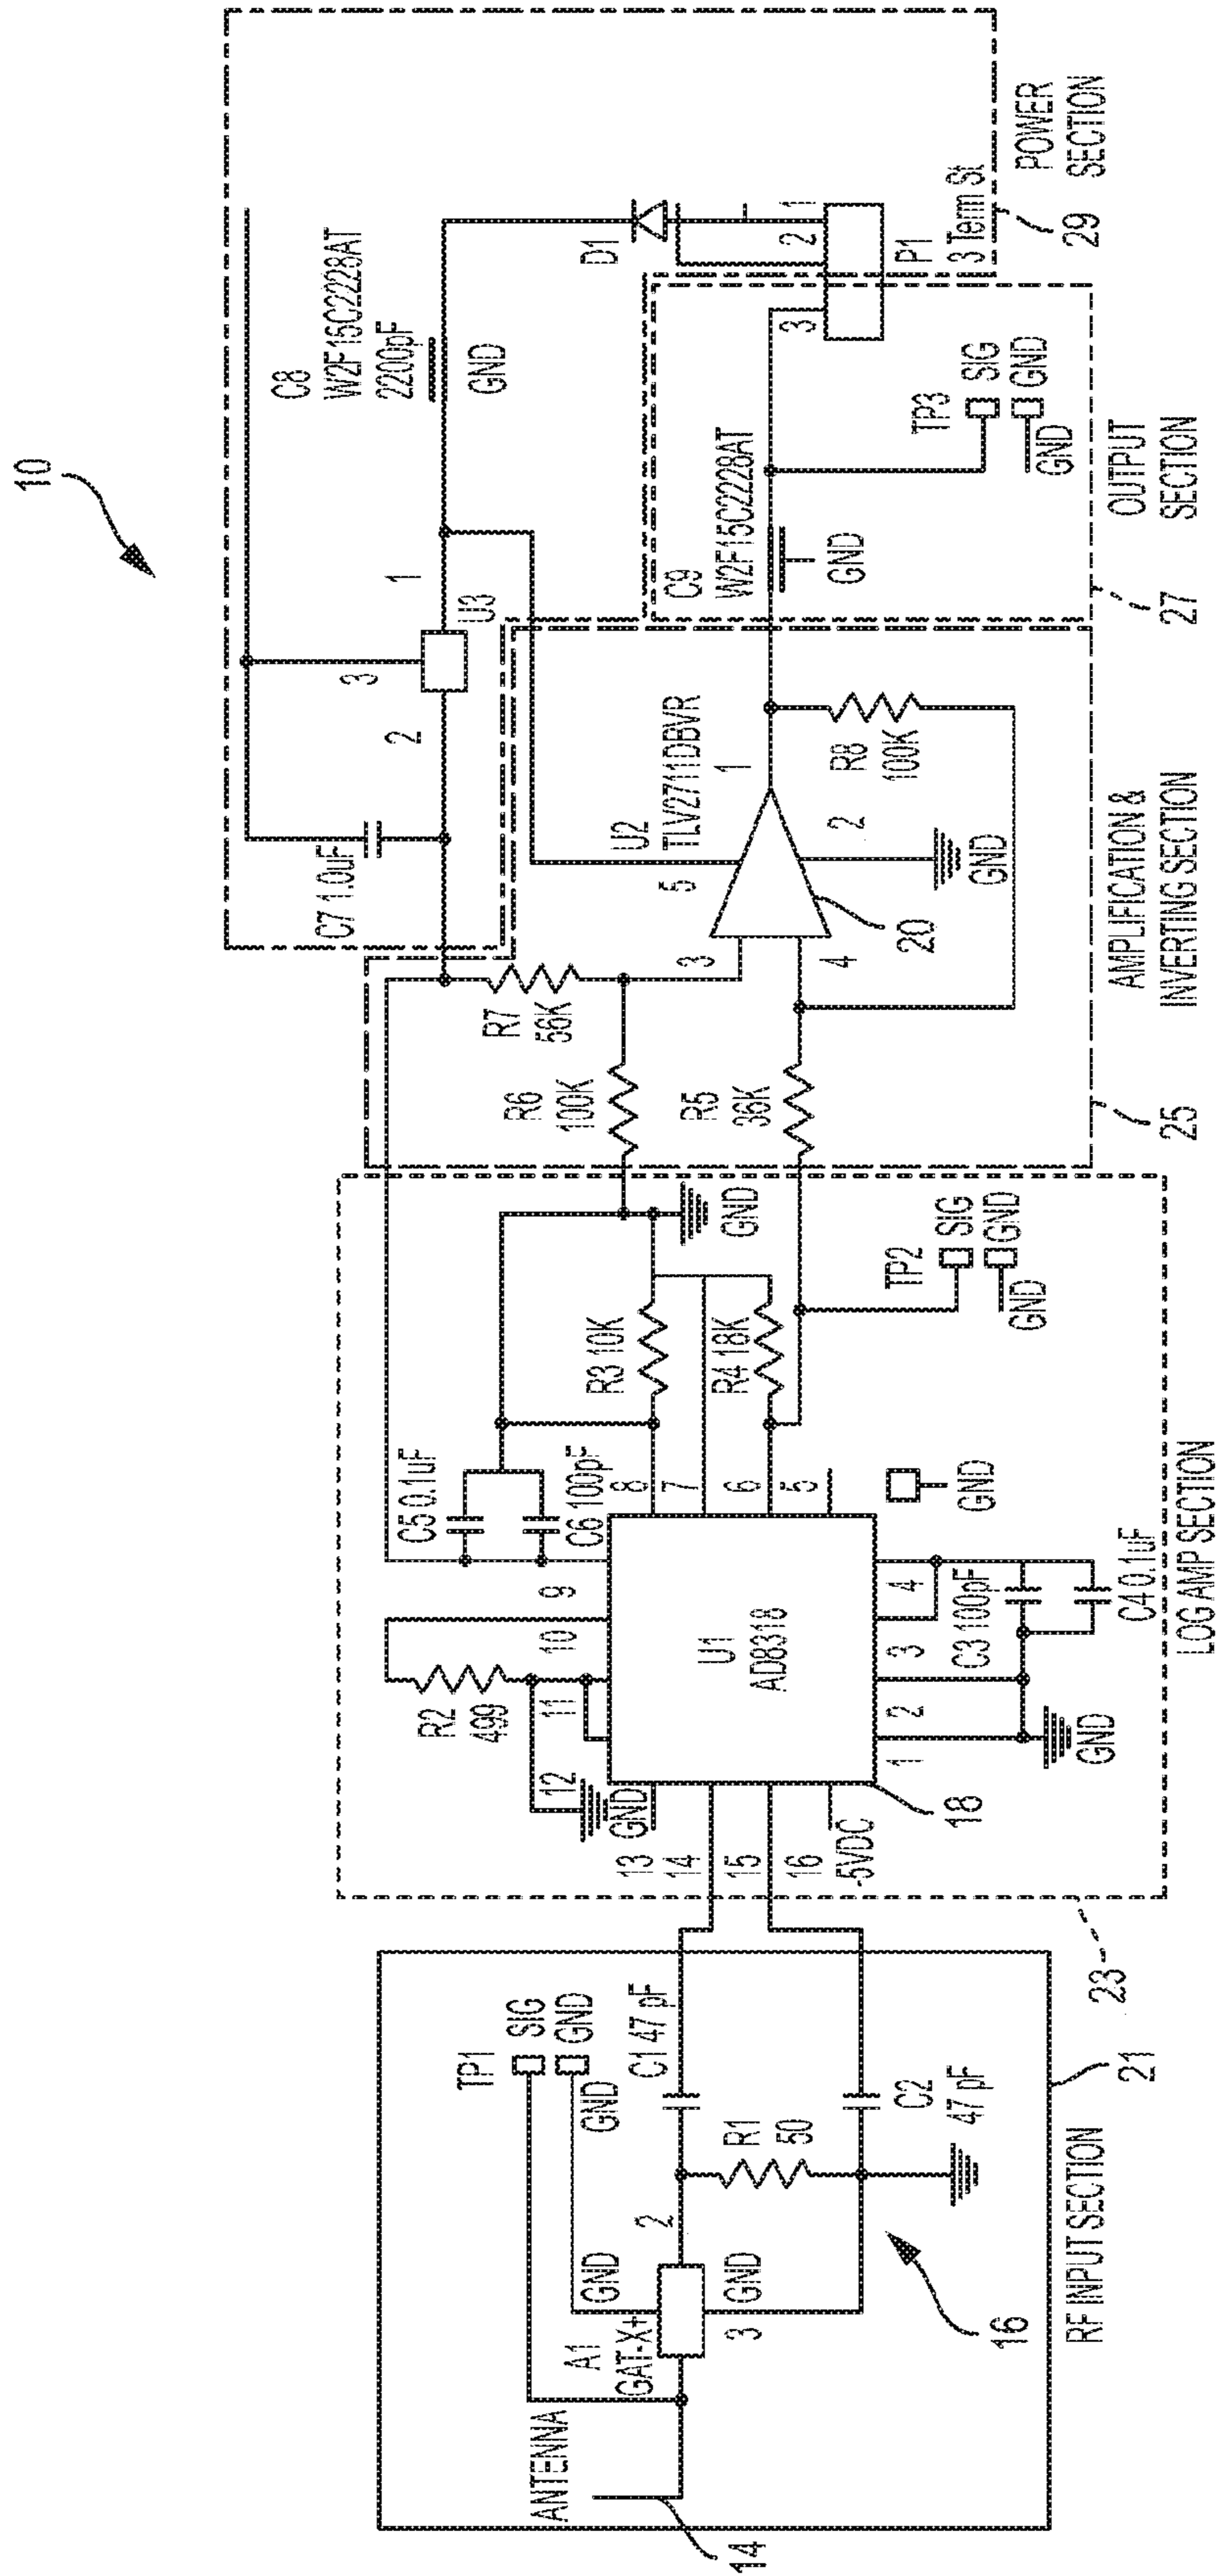 10
ANTENNA
14
TP1
SIG
GND
GND
A1
GAT-X+
GND
2
3
GND
C1 47 pF
R1
50
C2
47 pF
16
RF INPUT SECTION
21
23
R2
499
9
10
11
12
GND
13
14
15
16
-5VDC
U1
AD8318
18
1
2
3
4
GND
C3 100pF
C4 0.1uF
C5 0.1uF
C6 100pF
8
7
6
5
R3 10K
R4 18K
GND
GND
TP2
SIG
GND
GND
LOG AMP SECTION
R6
100K
R5
36K
R7
56K
3
4
5
1
2
U2
TLV2711DBVR
20
GND
R8
100K
AMPLIFICATION &
INVERTING SECTION
25
C7 1.0uF
2
3
1
U3
C8
W2F15C2228AT
2200pF
GND
D1
C9
W2F15C2228AT
GND
TP3
SIG
GND
GND
OUTPUT
SECTION
27
3
2
1
P1
3 Term St
29
POWER
SECTION